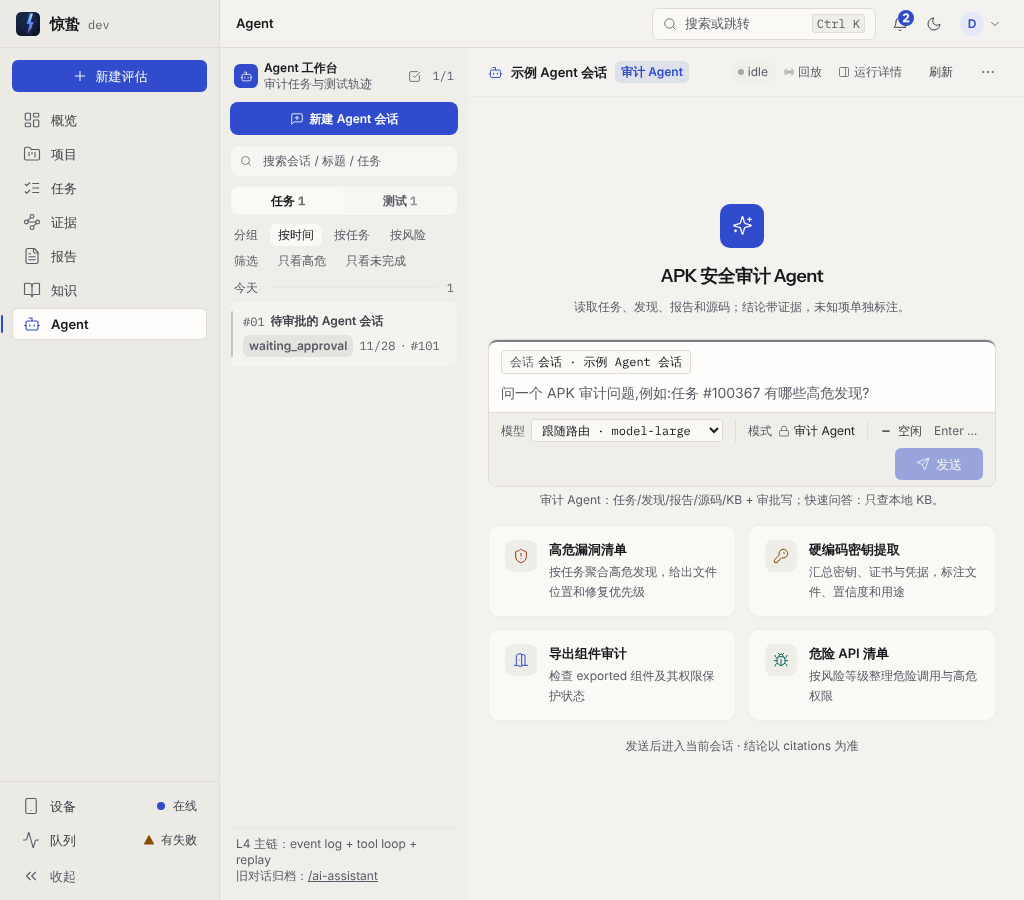 惊蛰 dev
新建评估
概览
项目
任务
证据
报告
知识
Agent
设备 在线
队列 有失败
收起
Agent
搜索或跳转 Ctrl K
2
D
Agent 工作台
审计任务与测试轨迹
1/1
新建 Agent 会话
搜索会话 / 标题 / 任务
任务 1 测试 1
分组 按时间 按任务 按风险
筛选 只看高危 只看未完成
今天 1
#01 待审批的 Agent 会话
waiting_approval 11/28 · #101
L4 主链：event log + tool loop +
replay
旧对话归档：/ai-assistant
示例 Agent 会话 审计 Agent idle 回放 运行详情 刷新 ···
APK 安全审计 Agent
读取任务、发现、报告和源码；结论带证据，未知项单独标注。
会话 会话 · 示例 Agent 会话
问一个 APK 审计问题,例如:任务 #100367 有哪些高危发现?
模型 跟随路由 · model-large 模式 审计 Agent 空闲 Enter ...
发送
审计 Agent：任务/发现/报告/源码/KB + 审批写；快速问答：只查本地 KB。
高危漏洞清单
按任务聚合高危发现，给出文件
位置和修复优先级
硬编码密钥提取
汇总密钥、证书与凭据，标注文
件、置信度和用途
导出组件审计
检查 exported 组件及其权限保
护状态
危险 API 清单
按风险等级整理危险调用与高危
权限
发送后进入当前会话 · 结论以 citations 为准